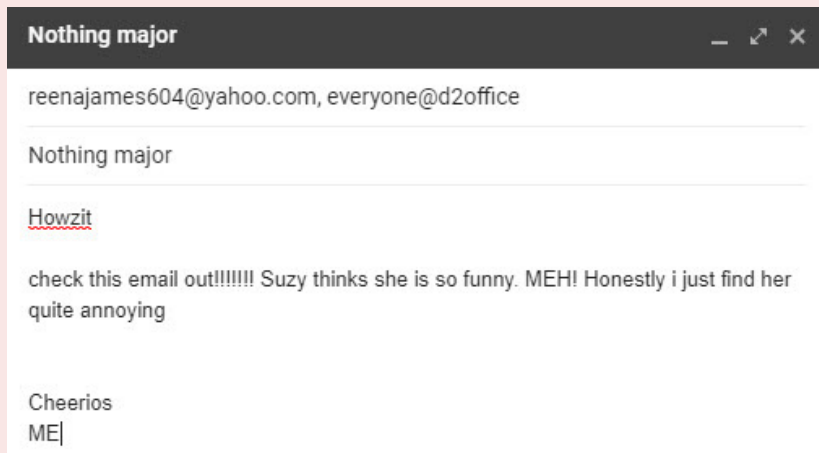 Nothing major
reenajames604@yahoo.com, everyone@d2office
Nothing major
Howzit
check this email out!!!!!!! Suzy thinks she is so funny. MEH! Honestly i just find her
quite annoying
Cheerios
ME